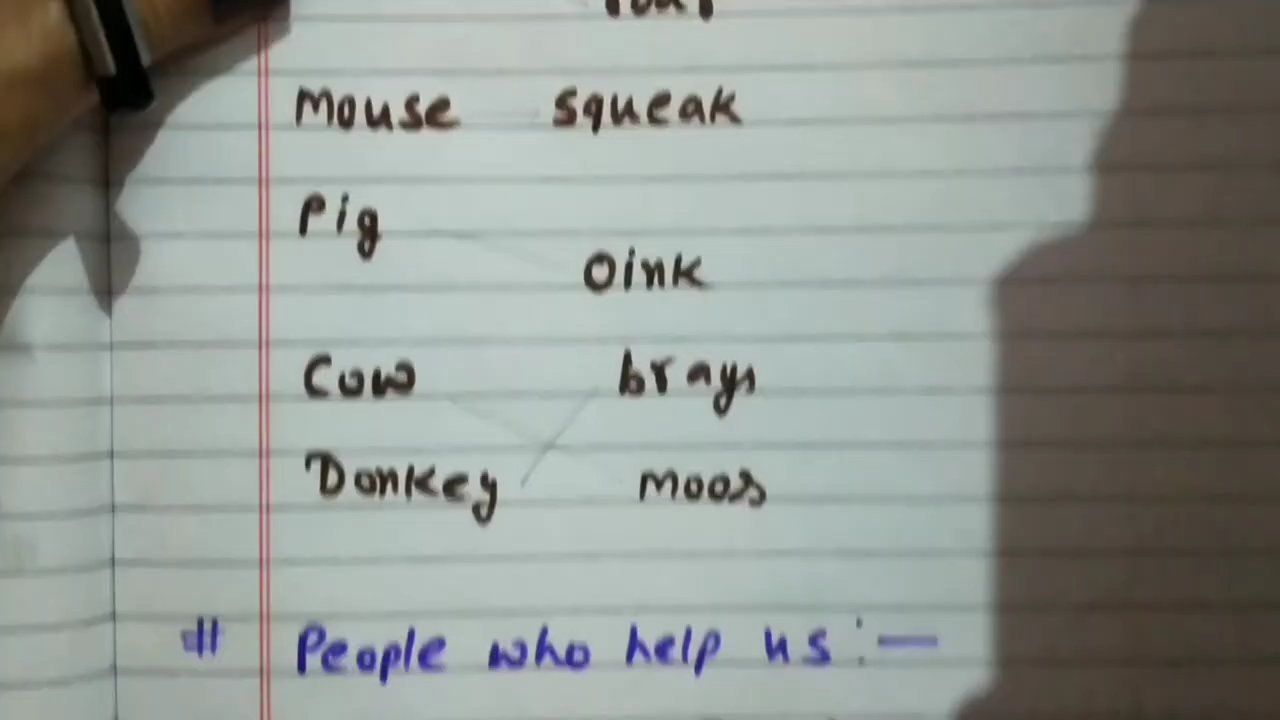 Mouse squeak
Pig
Oink
Cow brays
Donkey moos
# People who help us :—